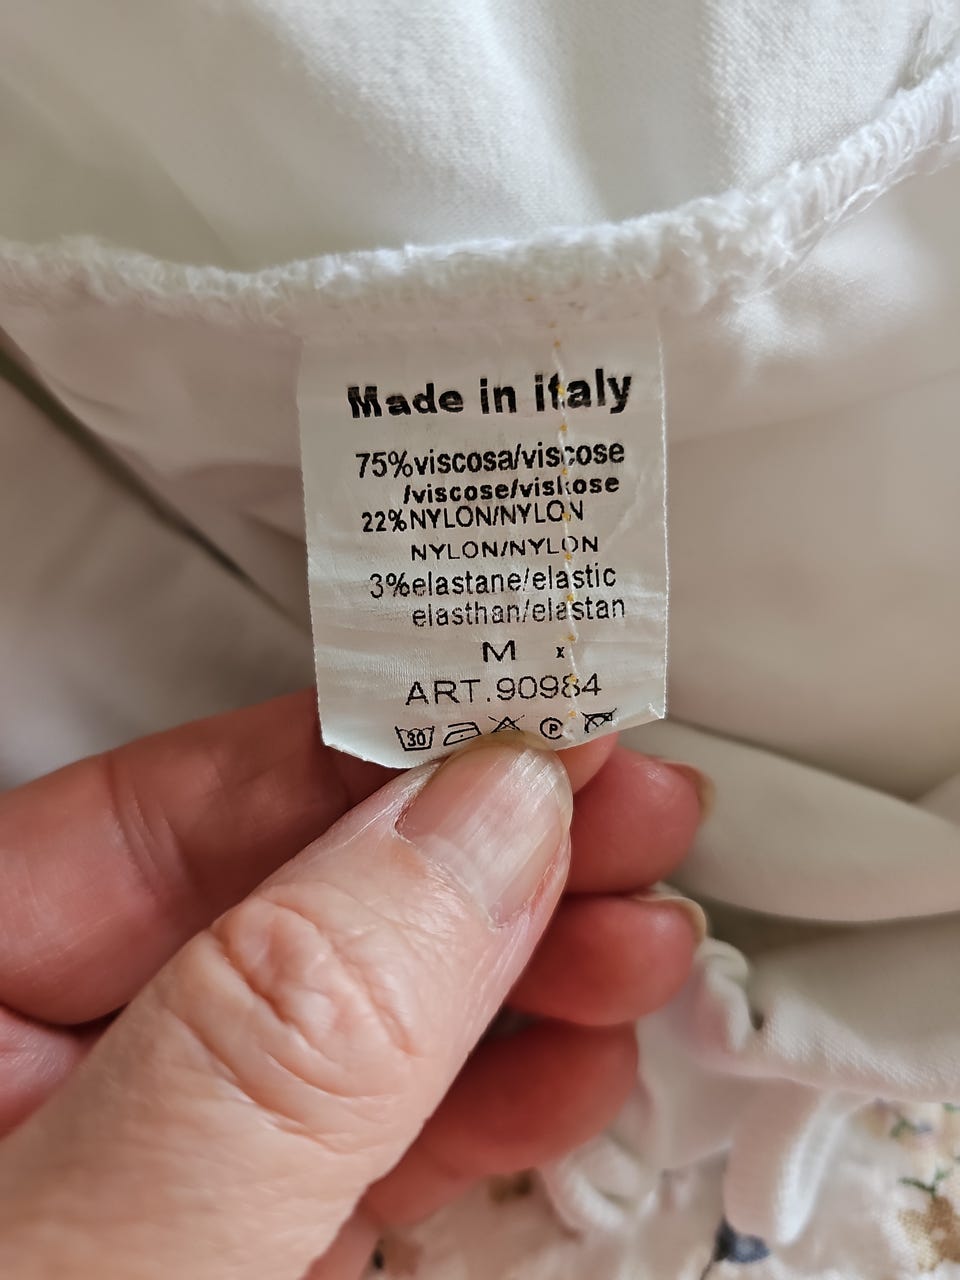 Made in italy
75%viscosa/viscose
/viscose/viskose
22%NYLON/NYLON
NYLON/NYLON
3%elastane/elastic
elasthan/elastan
M x
ART.90984
30 P